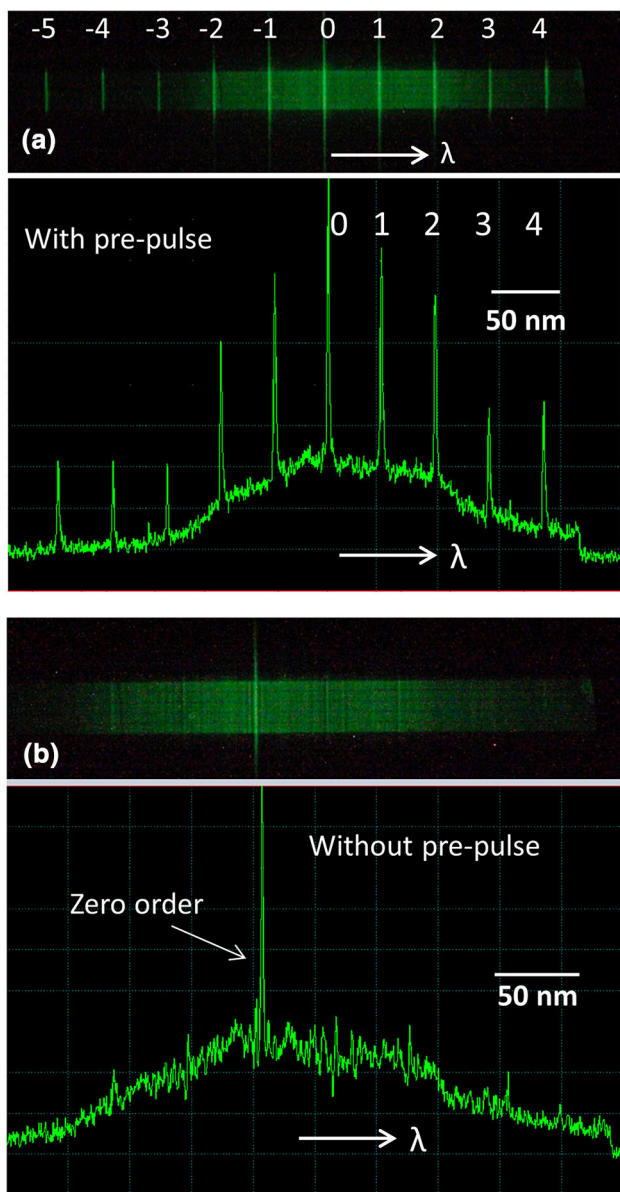 -5 -4 -3 -2 -1 0 1 2 3 4
(a)
λ
With pre-pulse
0 1 2 3 4
50 nm
λ
(b)
Without pre-pulse
Zero order
50 nm
λ